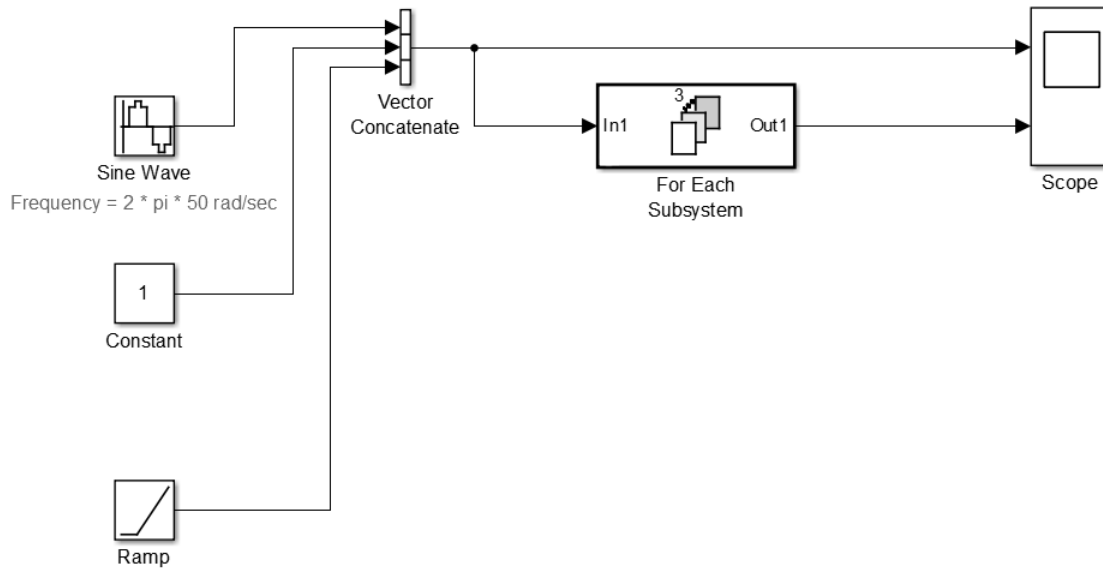 Vector
Concatenate
3
In1
Out1
For Each
Subsystem
Scope
Sine Wave
Frequency = 2 * pi * 50 rad/sec
1
Constant
Ramp